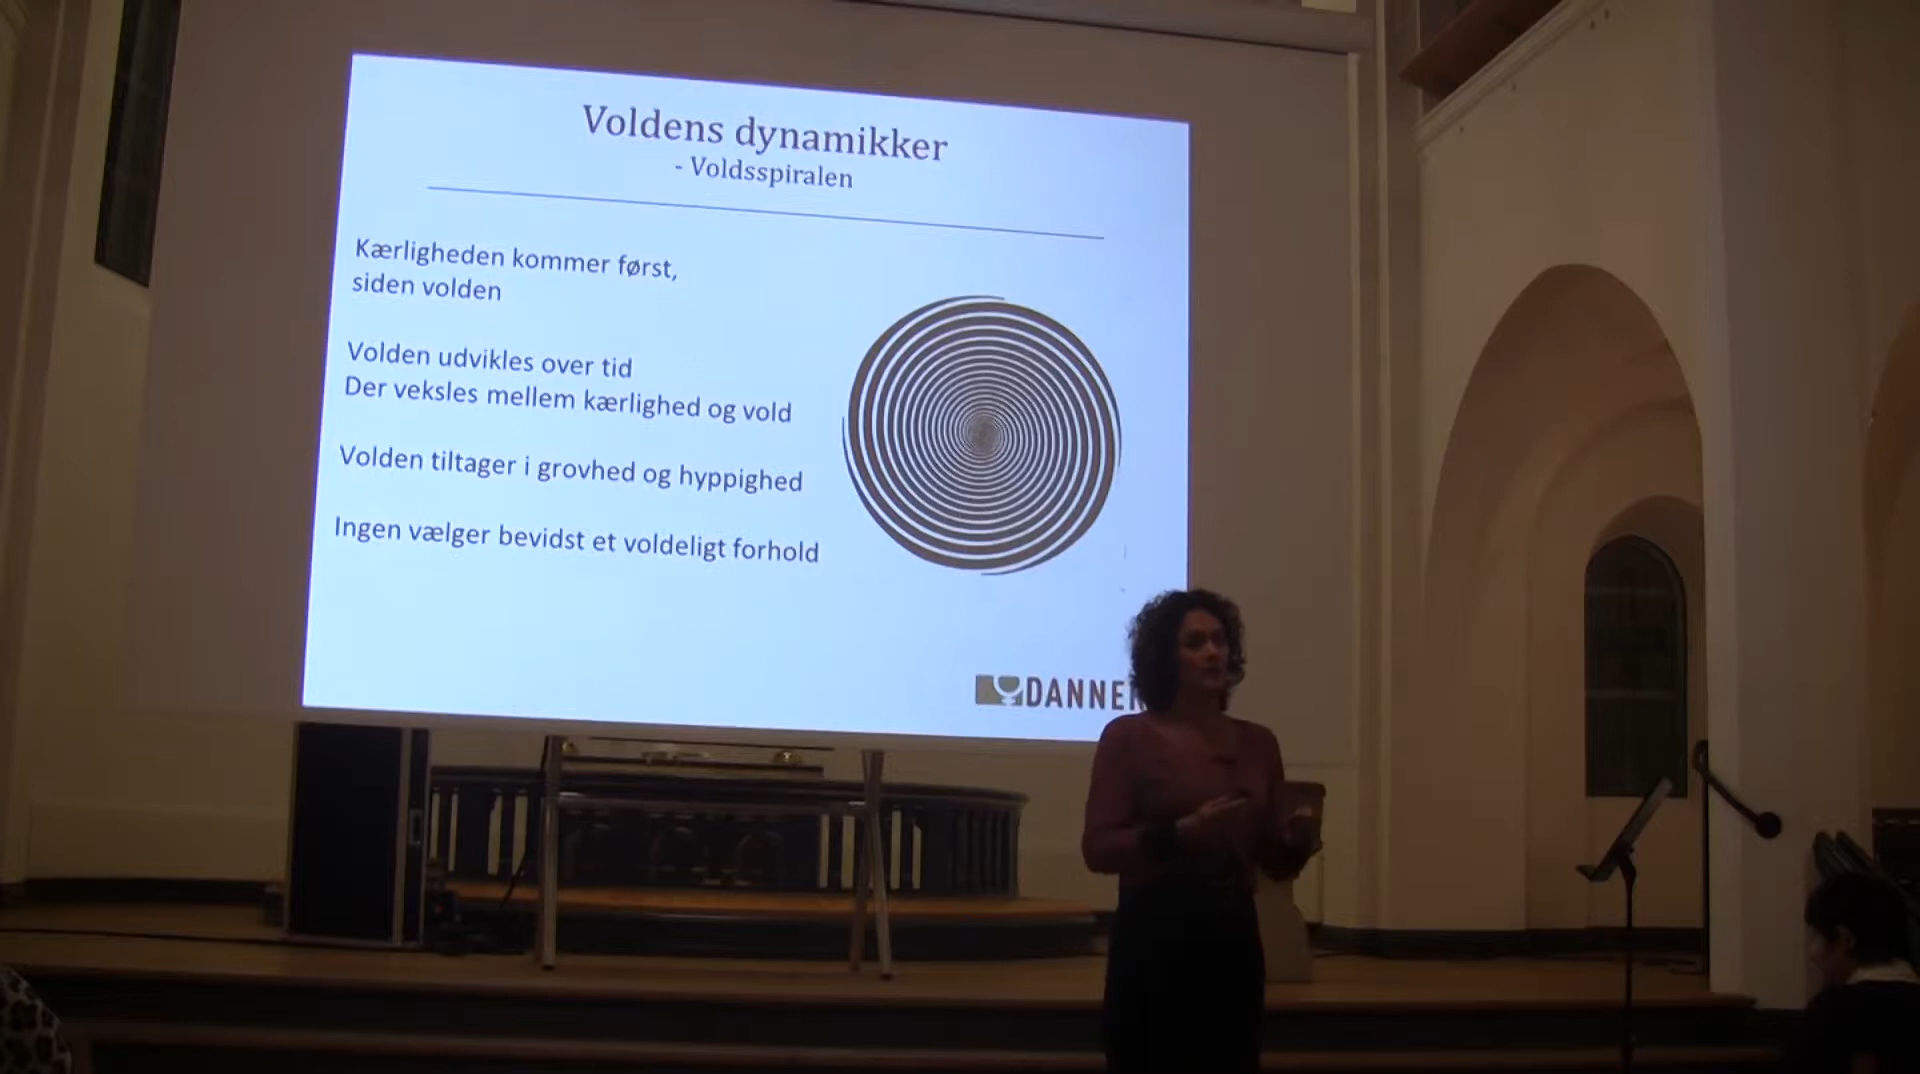 Voldens dynamikker
- Voldsspiralen
Kærligheden kommer først,
siden volden
Volden udvikles over tid
Der veksles mellem kærlighed og vold
Volden tiltager i grovhed og hyppighed
Ingen vælger bevidst et voldeligt forhold
DANNER